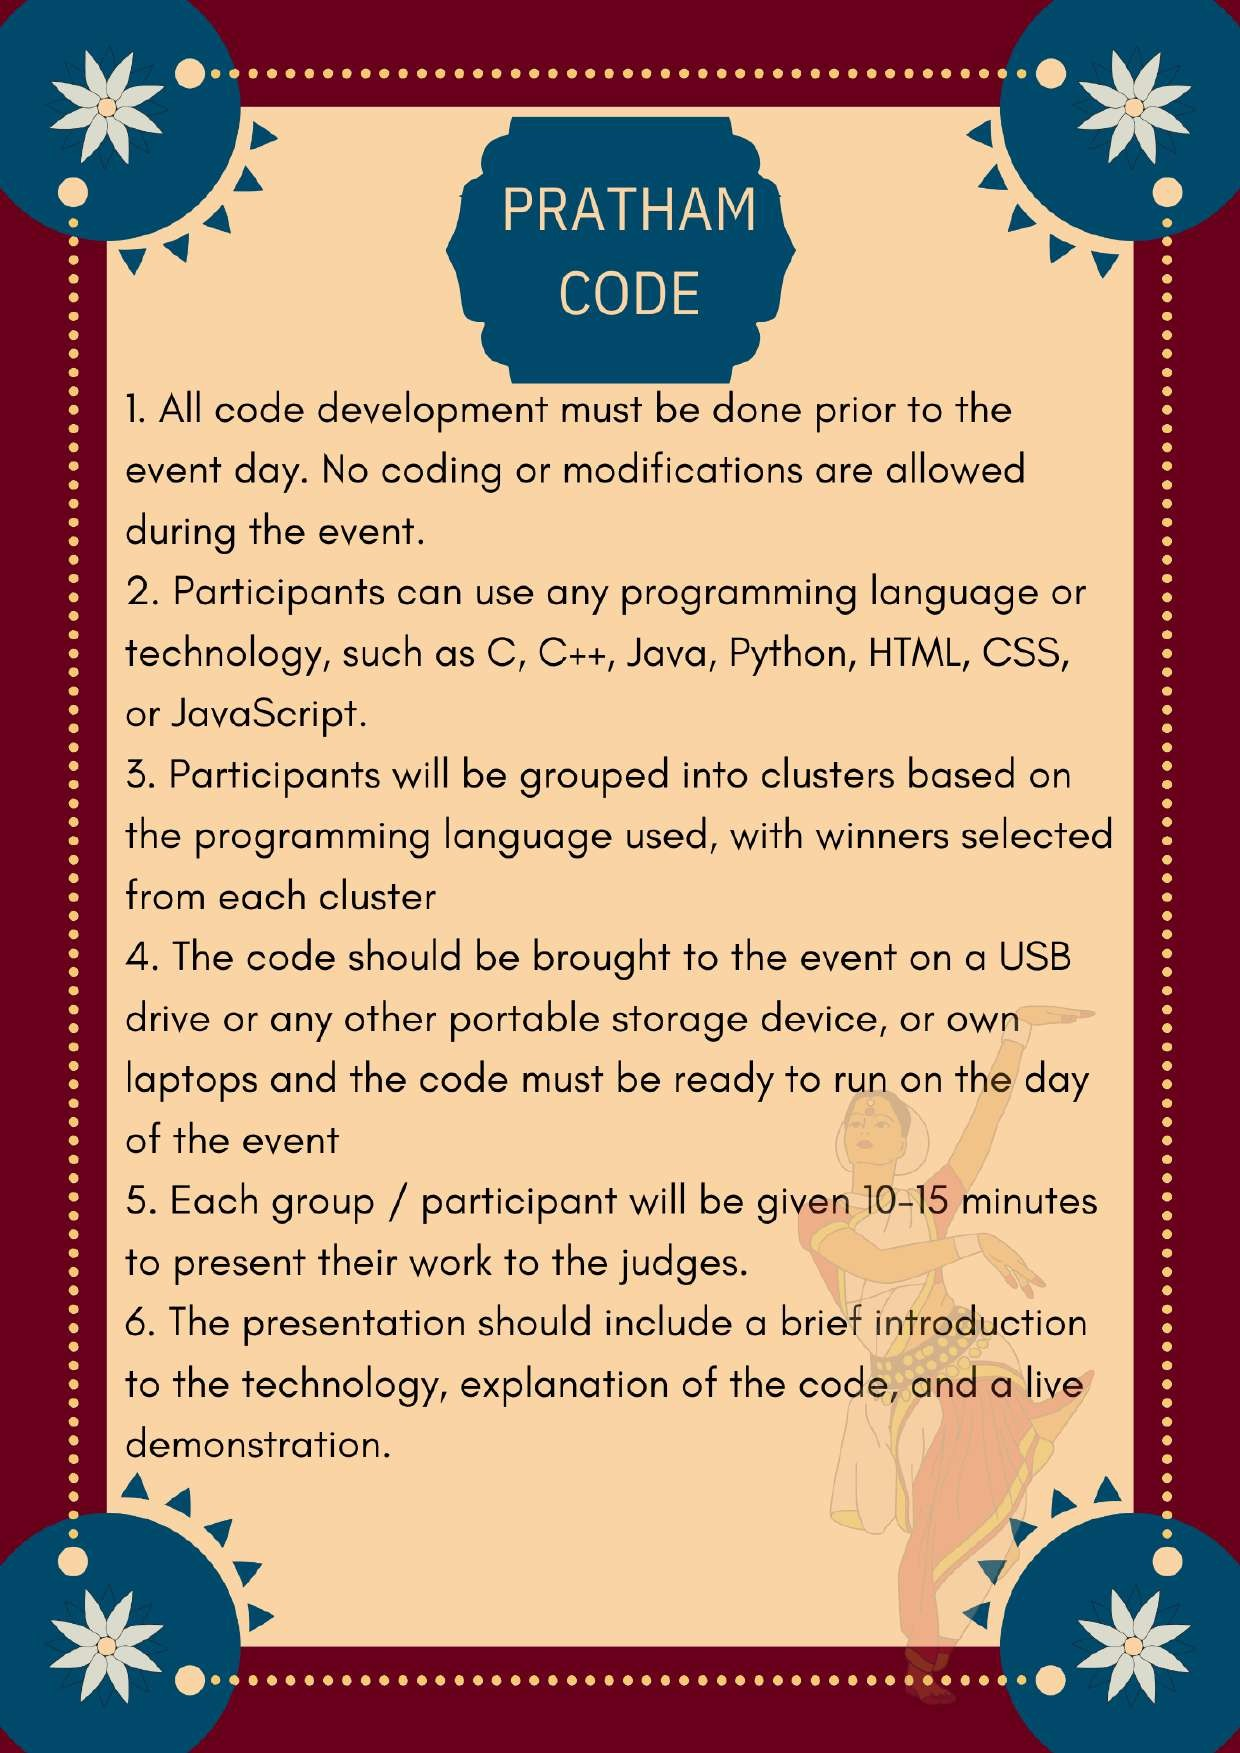 PRATHAM
CODE
1. All code development must be done prior to the
event day. No coding or modifications are allowed
during the event.
2. Participants can use any programming language or
technology, such as C, C++, Java, Python, HTML, CSS,
or JavaScript.
3. Participants will be grouped into clusters based on
the programming language used, with winners selected
from each cluster
4. The code should be brought to the event on a USB
drive or any other portable storage device, or own
laptops and the code must be ready to run on the day
of the event
5. Each group / participant will be given 10-15 minutes
to present their work to the judges.
6. The presentation should include a brief introduction
to the technology, explanation of the code, and a live
demonstration.